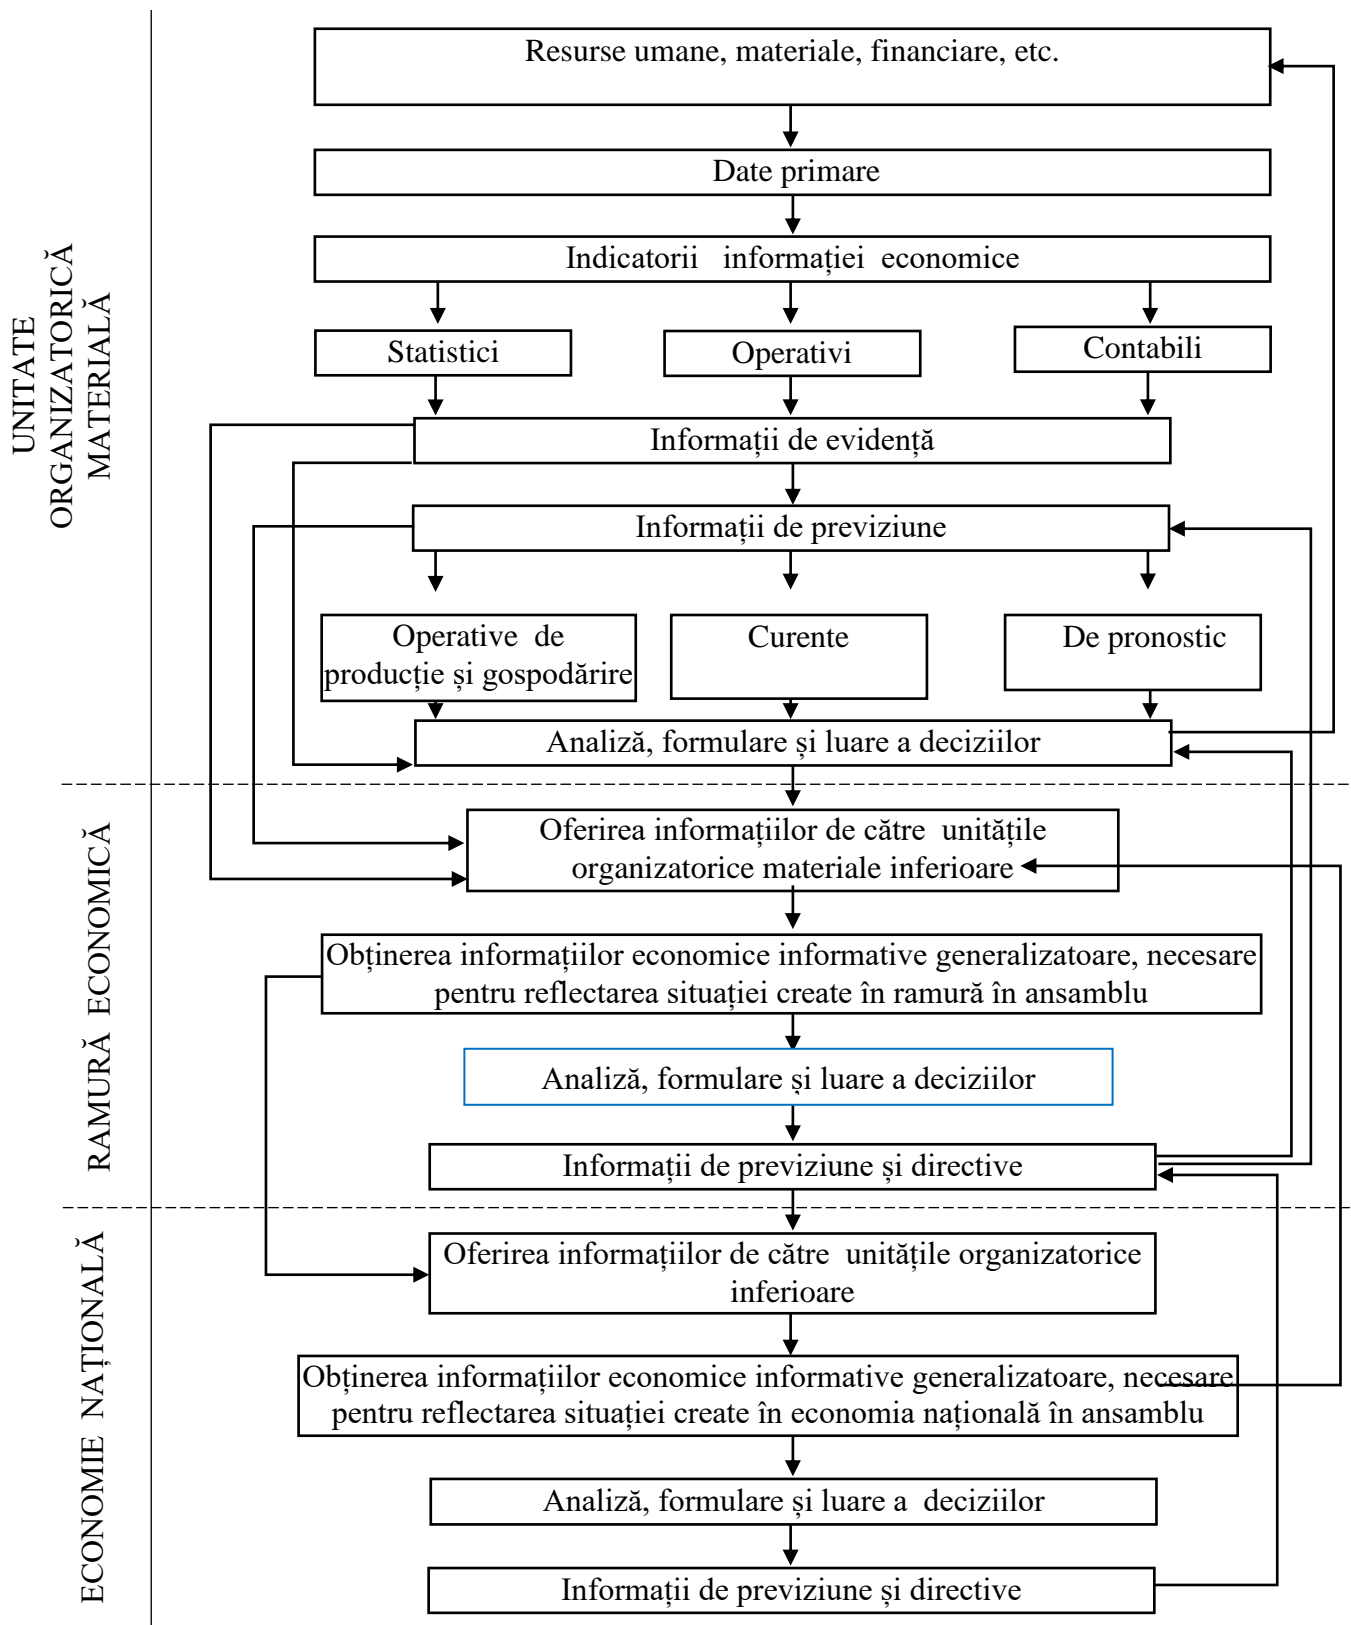 UNITATE
ORGANIZATORICĂ
MATERIALĂ
Resurse umane, materiale, financiare, etc.
Date primare
Indicatorii informației economice
Statistici
Operativi
Contabili
Informații de evidență
Informații de previziune
Operative de
producție și gospodărire
Curente
De pronostic
Analiză, formulare și luare a deciziilor
RAMURĂ ECONOMICĂ
Oferirea informațiilor de către unitățile
organizatorice materiale inferioare
Obținerea informațiilor economice informative generalizatoare, necesare
pentru reflectarea situației create în ramură în ansamblu
Analiză, formulare și luare a deciziilor
Informații de previziune și directive
ECONOMIE NAȚIONALĂ
Oferirea informațiilor de către unitățile organizatorice
inferioare
Obținerea informațiilor economice informative generalizatoare, necesare
pentru reflectarea situației create în economia națională în ansamblu
Analiză, formulare și luare a deciziilor
Informații de previziune și directive